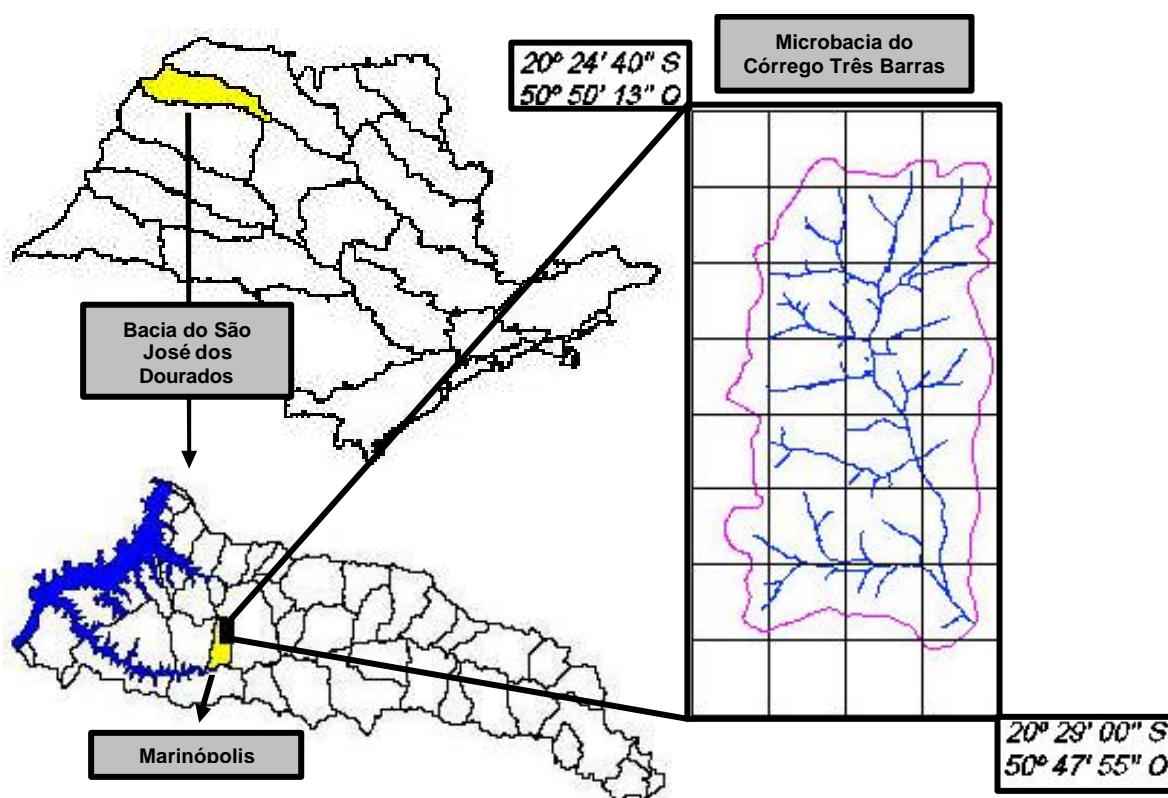 20º 24' 40" S
50º 50' 13" O
Microbacia do
Córrego Três Barras
Bacia do São
José dos
Dourados
Marinópolis
20º 29' 00" S
50º 47' 55" O